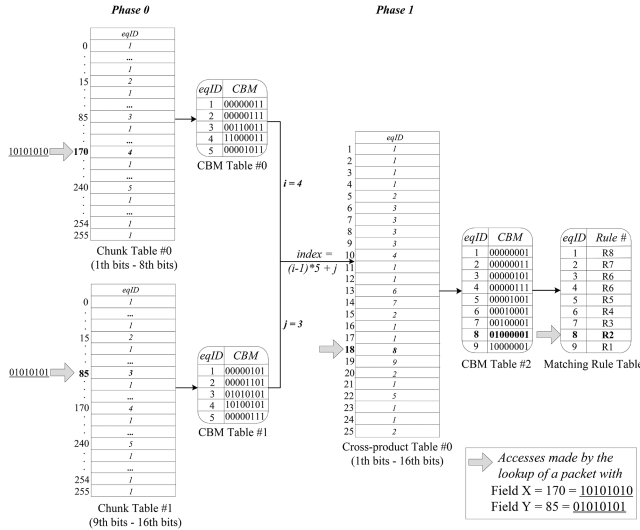 Phase 0
Phase 1
eqID
0 1
. ...
. 1
15 2
. 1
. ...
85 3
. 1
. ...
10101010 170 4
. 1
. ...
240 5
. 1
. ...
254 1
255 1
Chunk Table #0
(1th bits - 8th bits)
eqID CBM
1 00000011
2 00000111
3 00110011
4 11000011
5 00001011
CBM Table #0
i = 4
index =
(i-1)*5 + j
j = 3
eqID
0 1
. ...
. 1
15 2
. 1
. ...
01010101 85 3
. 1
. ...
170 4
. 1
. ...
240 5
. 1
. ...
254 1
255 1
Chunk Table #1
(9th bits - 16th bits)
eqID CBM
1 00000101
2 00001101
3 01010101
4 10100101
5 00000111
CBM Table #1
eqID
1 1
2 1
3 1
4 1
5 2
6 3
7 3
8 3
9 3
10 4
11 1
12 1
13 6
14 7
15 2
16 1
17 1
18 8
19 9
20 2
21 1
22 5
23 1
24 1
25 2
Cross-product Table #0
(1th bits - 16th bits)
eqID CBM
1 00000001
2 00000011
3 00000101
4 00000111
5 00001001
6 00010001
7 00100001
8 01000001
9 10000001
CBM Table #2
eqID Rule #
1 R8
2 R7
3 R6
4 R6
5 R5
6 R4
7 R3
8 R2
9 R1
Matching Rule Table
Accesses made by the
lookup of a packet with
Field X = 170 = 10101010
Field Y = 85 = 01010101